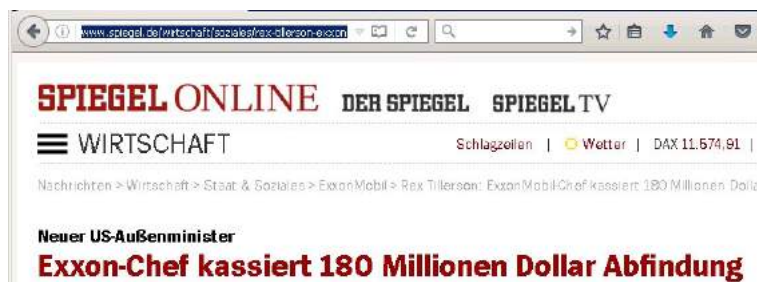 www.spiegel.de/wirtschaft/soziales/rex-tillerson-exxon
SPIEGEL ONLINE DER SPIEGEL SPIEGEL TV
WIRTSCHAFT Schlagzeilen | Wetter | DAX 11.574,91 |
Nachrichten > Wirtschaft > Staat & Soziales > ExxonMobil > Rex Tillerson: ExxonMobil-Chef kassiert 180 Millionen Dolla
Neuer US-Außenminister
Exxon-Chef kassiert 180 Millionen Dollar Abfindung